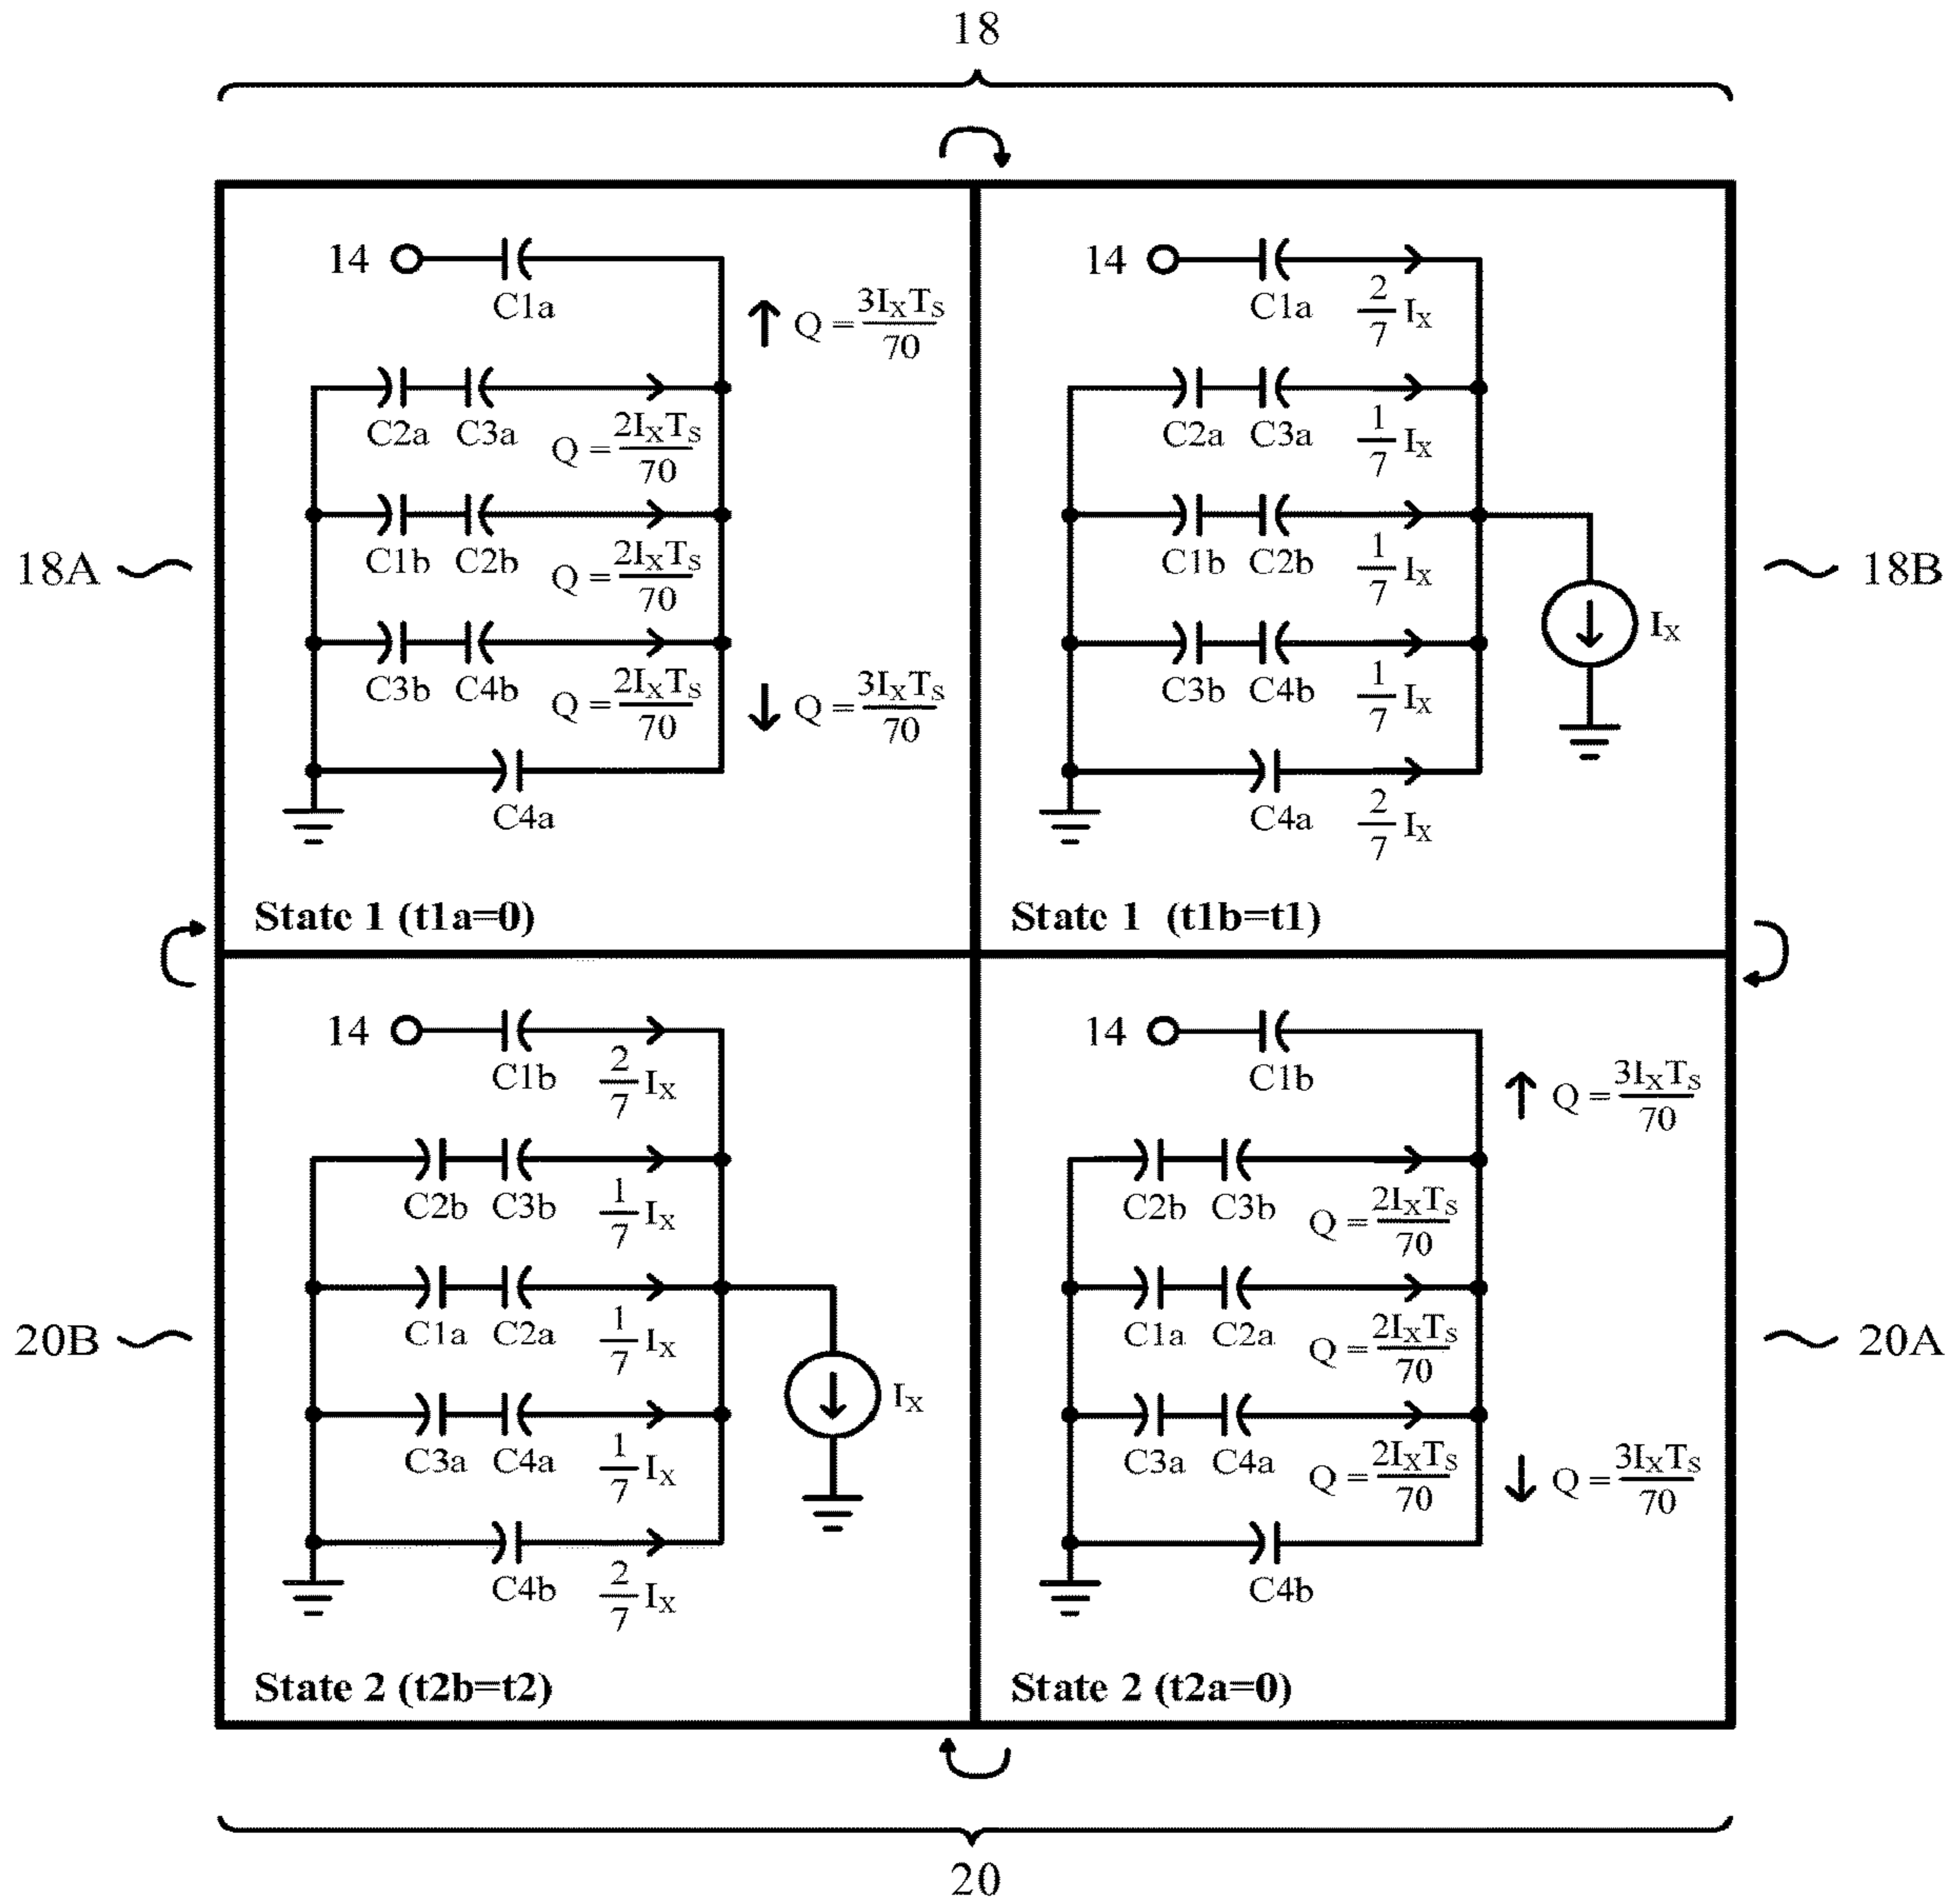 18
14
C1a
↑ Q = 3IXTS/70
C2a C3a
Q = 2IXTS/70
C1b C2b
Q = 2IXTS/70
C3b C4b
Q = 2IXTS/70
↓ Q = 3IXTS/70
C4a
State 1 (t1a=0)
18A
14
C1a
2/7 IX
C2a C3a
1/7 IX
C1b C2b
1/7 IX
IX
C3b C4b
1/7 IX
C4a
2/7 IX
State 1 (t1b=t1)
18B
14
C1b
2/7 IX
C2b C3b
1/7 IX
C1a C2a
1/7 IX
IX
C3a C4a
1/7 IX
C4b
2/7 IX
State 2 (t2b=t2)
20B
14
C1b
↑ Q = 3IXTS/70
C2b C3b
Q = 2IXTS/70
C1a C2a
Q = 2IXTS/70
C3a C4a
Q = 2IXTS/70
↓ Q = 3IXTS/70
C4b
State 2 (t2a=0)
20A
20